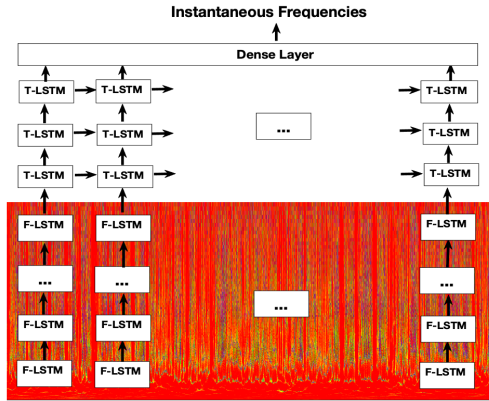 Instantaneous Frequencies
Dense Layer
T-LSTM T-LSTM T-LSTM
T-LSTM T-LSTM ... T-LSTM
T-LSTM T-LSTM T-LSTM
F-LSTM F-LSTM F-LSTM
... ... ...
...
F-LSTM F-LSTM F-LSTM
F-LSTM F-LSTM F-LSTM